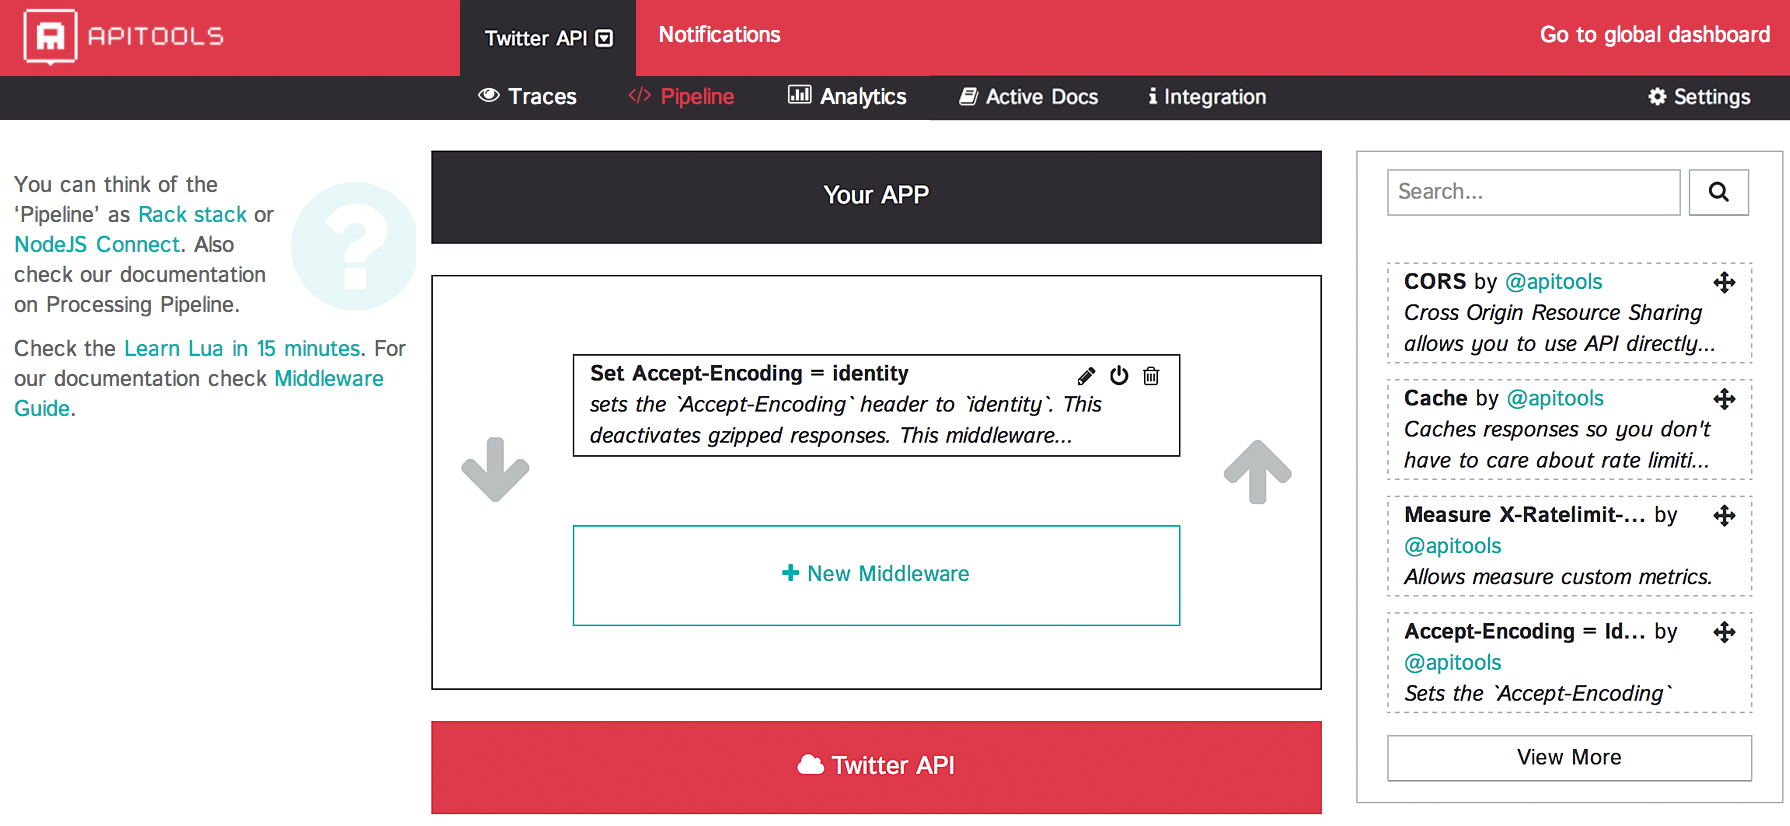 APITOOLS
Twitter API
Notifications
Go to global dashboard
Traces
</> Pipeline
Analytics
Active Docs
Integration
Settings
You can think of the
‘Pipeline’ as Rack stack or
NodeJS Connect. Also
check our documentation
on Processing Pipeline.
Check the Learn Lua in 15 minutes. For
our documentation check Middleware
Guide.
Your APP
Set Accept-Encoding = identity
sets the `Accept-Encoding` header to `identity`. This
deactivates gzipped responses. This middleware...
+ New Middleware
Twitter API
Search...
CORS by @apitools
Cross Origin Resource Sharing
allows you to use API directly...
Cache by @apitools
Caches responses so you don't
have to care about rate limiti...
Measure X-Ratelimit-... by
@apitools
Allows measure custom metrics.
Accept-Encoding = Id... by
@apitools
Sets the `Accept-Encoding`
View More